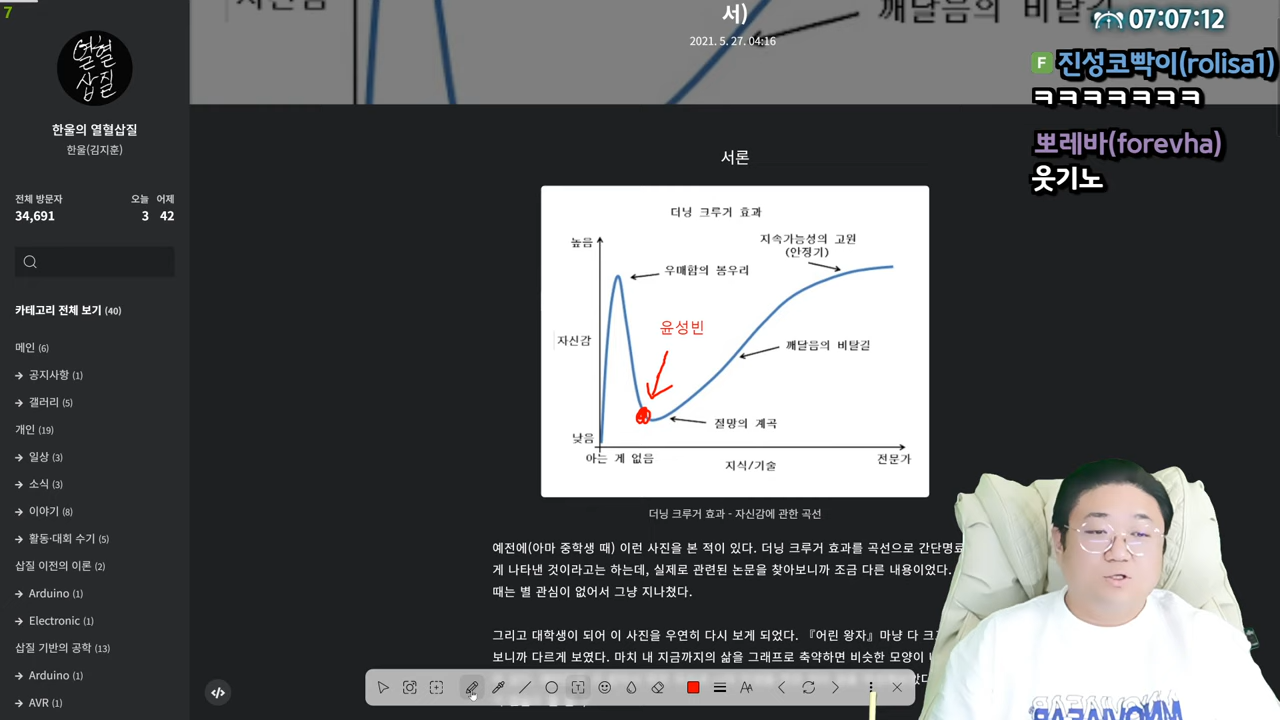 7
자신감
서)
2021. 5. 27. 04:16
깨달음의 비탈길
07:07:12
F 진성코빡이(rolisa1)
ㅋㅋㅋㅋㅋㅋㅋ
뽀레바(forevha)
웃기노
열혈
삽질
한울의 열혈삽질
한울(김지훈)
전체 방문자 오늘 어제
34,691 3 42
카테고리 전체 보기 (40)
메인 (6)
→ 공지사항 (1)
→ 갤러리 (5)
개인 (19)
→ 일상 (3)
→ 소식 (3)
→ 이야기 (8)
→ 활동·대회 수기 (5)
삽질 이전의 이론 (2)
→ Arduino (1)
→ Electronic (1)
삽질 기반의 공학 (13)
→ Arduino (1)
→ AVR (1)
서론
더닝 크루거 효과
높음
지속가능성의 고원
(안정기)
우매함의 봉우리
윤성빈
자신감
깨달음의 비탈길
절망의 계곡
낮음
아는 게 없음
지식/기술
전문가
더닝 크루거 효과 - 자신감에 관한 곡선
예전에(아마 중학생 때) 이런 사진을 본 적이 있다. 더닝 크루거 효과를 곡선으로 간단명료
게 나타낸 것이라고는 하는데, 실제로 관련된 논문을 찾아보니까 조금 다른 내용이었다.
때는 별 관심이 없어서 그냥 지나쳤다.
그리고 대학생이 되어 이 사진을 우연히 다시 보게 되었다. 『어린 왕자』마냥 다 크
보니까 다르게 보였다. 마치 내 지금까지의 삶을 그래프로 축약하면 비슷한 모양이